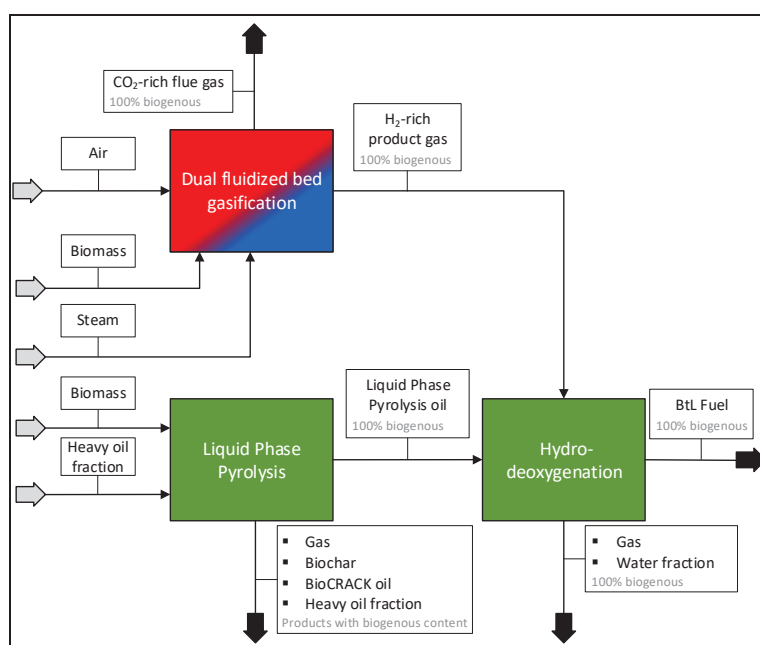 CO₂-rich flue gas
100% biogenous
H₂-rich
product gas
100% biogenous
Air
Dual fluidized bed
gasification
Biomass
Steam
Biomass
Heavy oil
fraction
Liquid Phase
Pyrolysis
Liquid Phase
Pyrolysis oil
100% biogenous
Hydro-
deoxygenation
BtL Fuel
100% biogenous
▪ Gas
▪ Biochar
▪ BioCRACK oil
▪ Heavy oil fraction
Products with biogenous content
▪ Gas
▪ Water fraction
100% biogenous